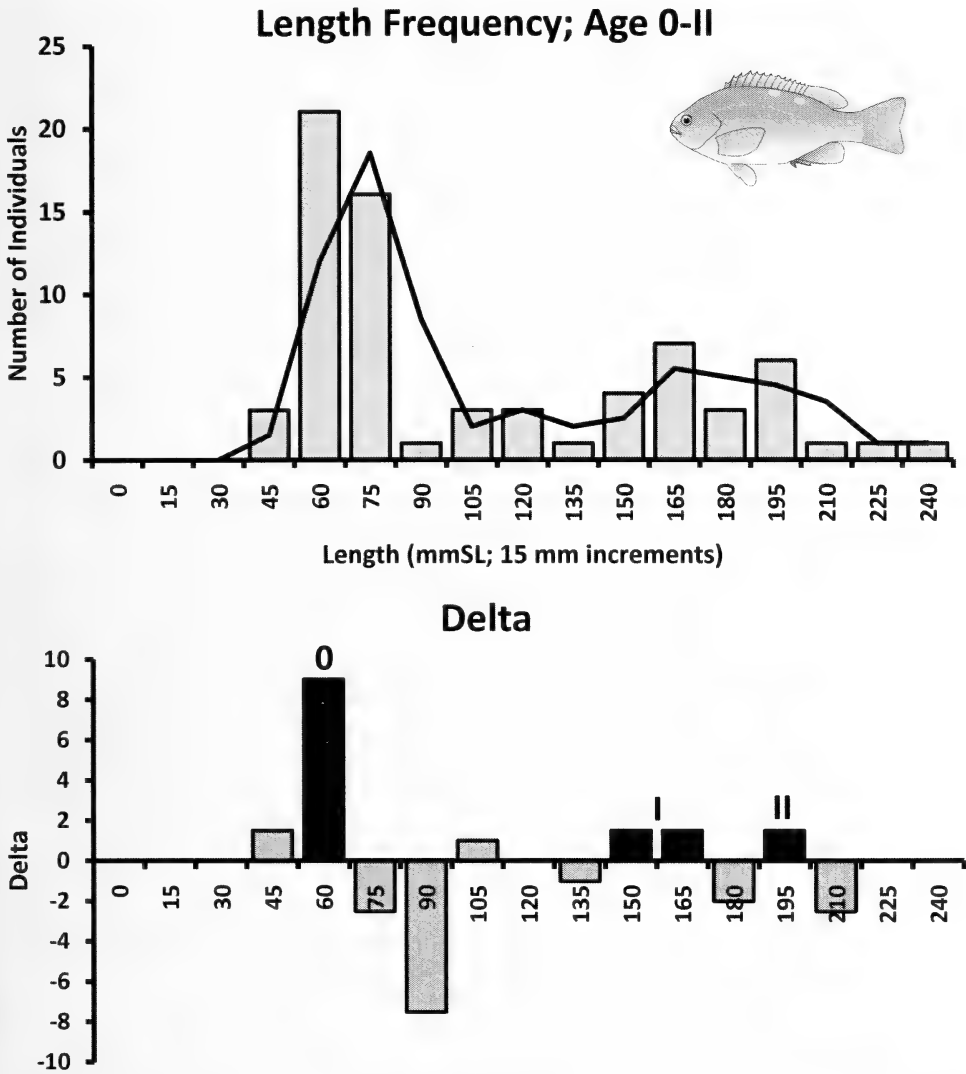 Length Frequency; Age 0-II
25
20
15
10
5
0
Number of Individuals
0 15 30 45 60 75 90 105 120 135 150 165 180 195 210 225 240
Length (mmSL; 15 mm increments)
Delta
10
8
6
4
2
0
-2
-4
-6
-8
-10
Delta
0
I
II
0 15 30 45 60 75 90 105 120 135 150 165 180 195 210 225 240